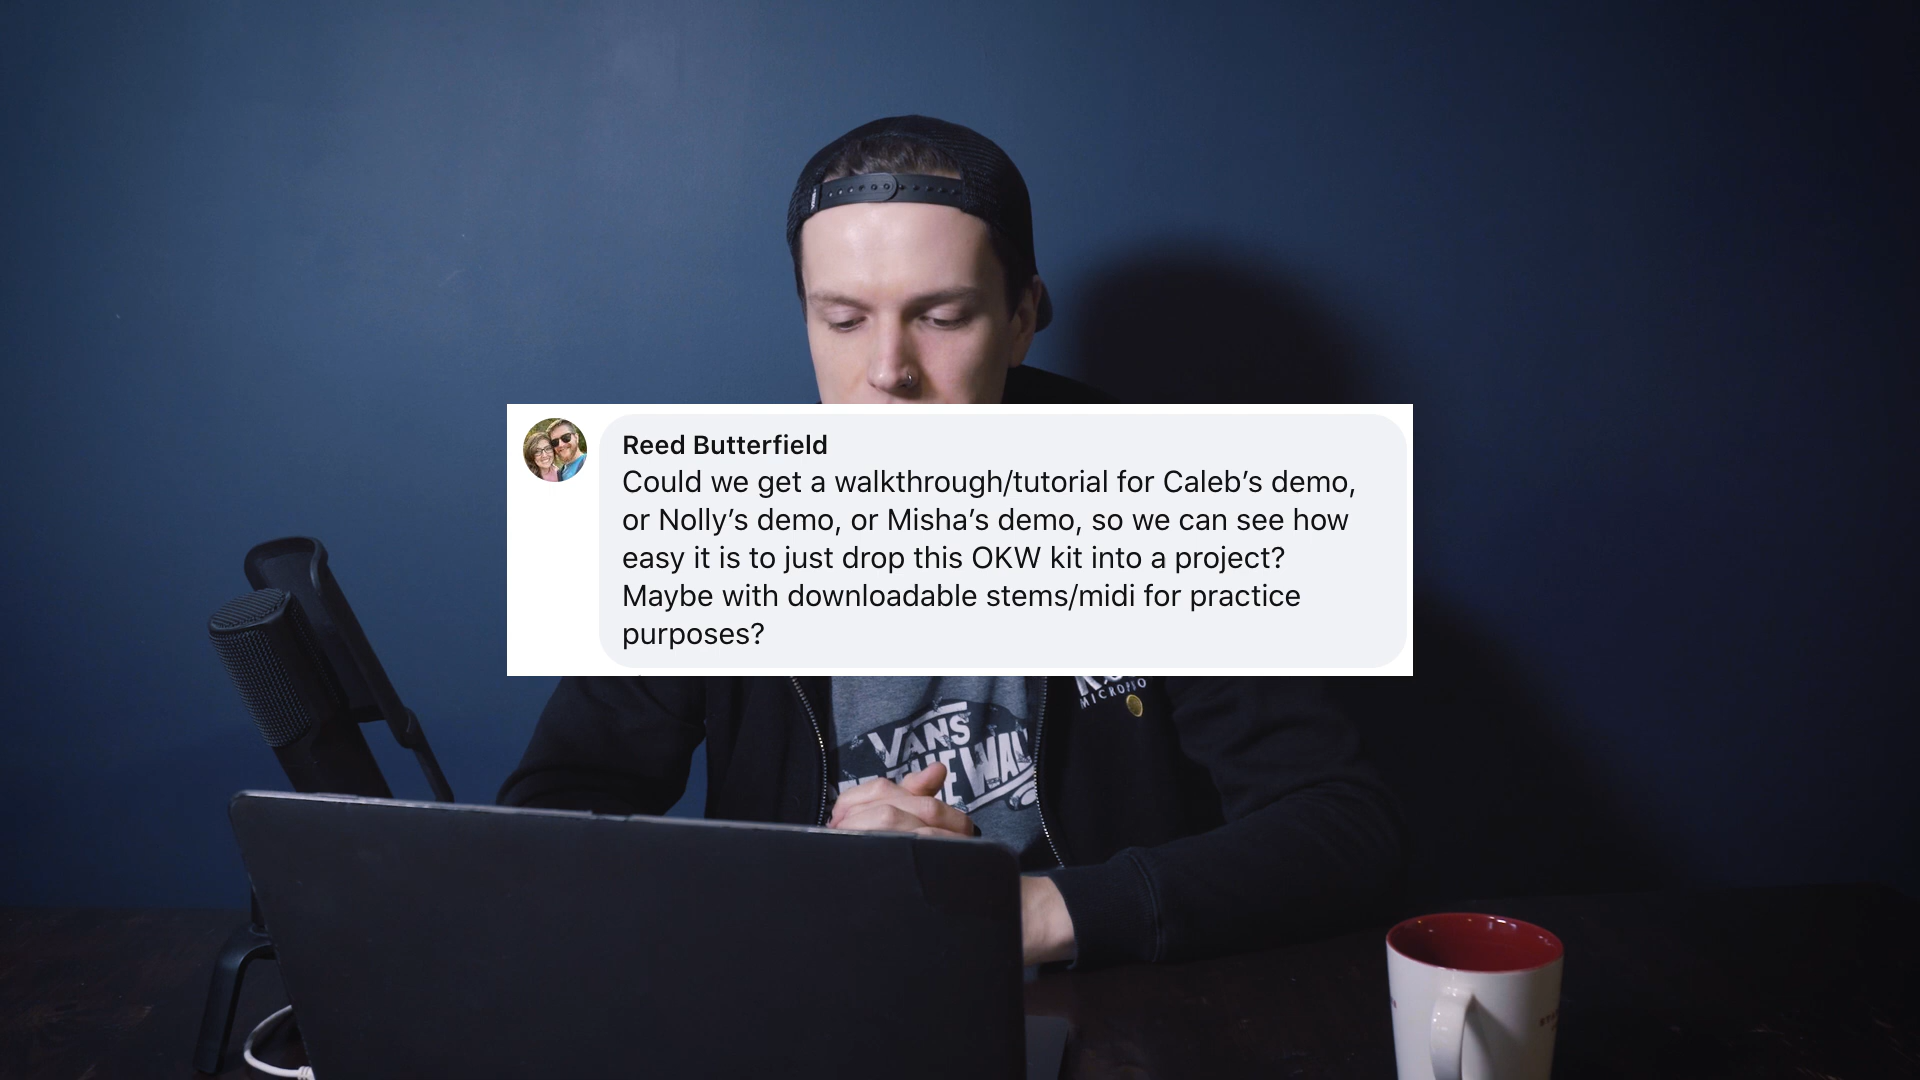 Reed Butterfield
Could we get a walkthrough/tutorial for Caleb’s demo,
or Nolly’s demo, or Misha’s demo, so we can see how
easy it is to just drop this OKW kit into a project?
Maybe with downloadable stems/midi for practice
purposes?
VANS
THE WAL